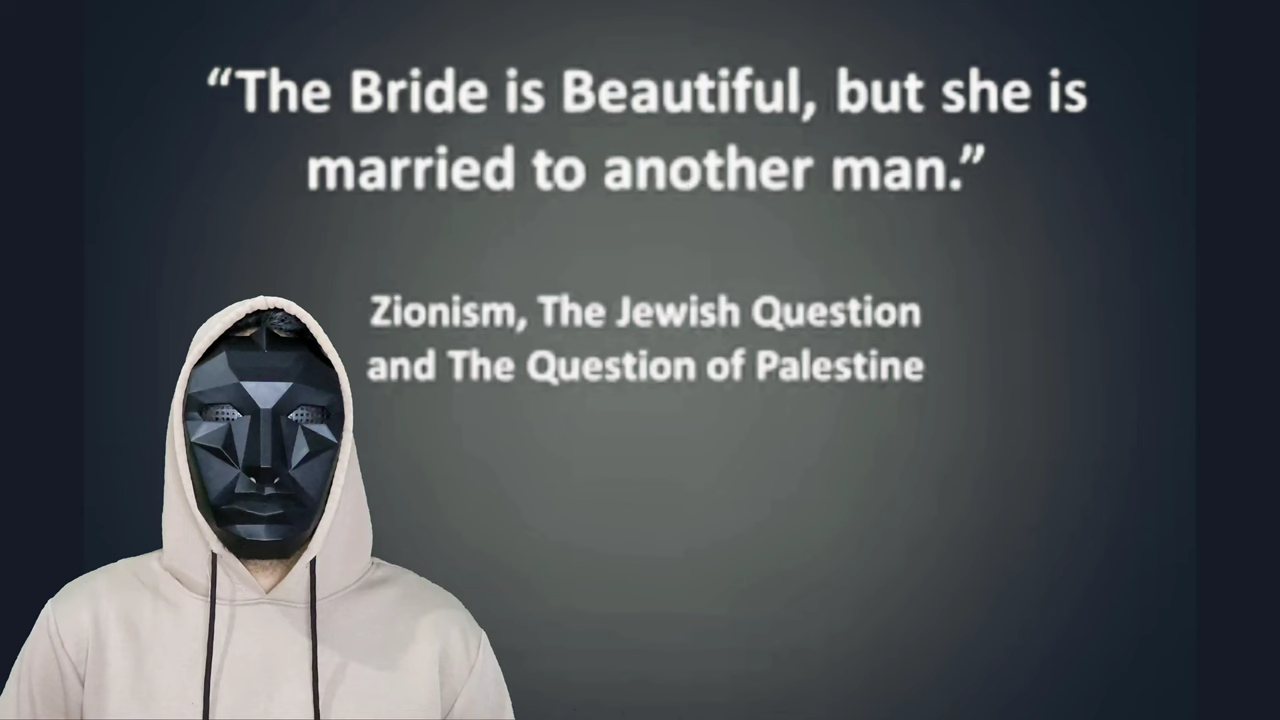 “The Bride is Beautiful, but she is
married to another man.”
Zionism, The Jewish Question
and The Question of Palestine